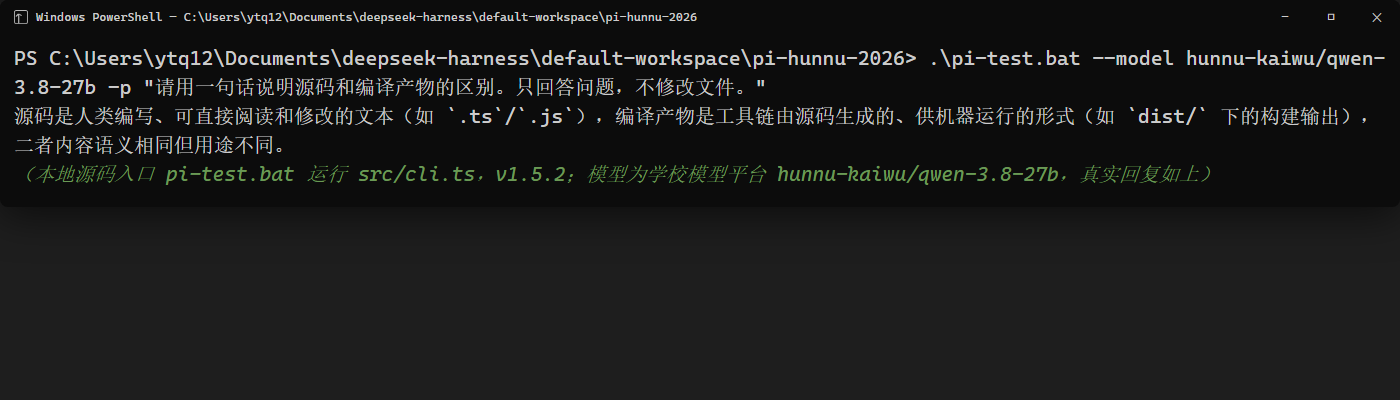 Windows PowerShell — C:\Users\ytq12\Documents\deepseek-harness\default-workspace\pi-hunnu-2026
PS C:\Users\ytq12\Documents\deepseek-harness\default-workspace\pi-hunnu-2026> .\pi-test.bat --model hunnu-kaiwu/qwen-
3.8-27b -p "请用一句话说明源码和编译产物的区别。只回答问题，不修改文件。"
源码是人类编写、可直接阅读和修改的文本（如 `.ts`/`.js`），编译产物是工具链由源码生成的、供机器运行的形式（如 `dist/` 下的构建输出），
二者内容语义相同但用途不同。
（本地源码入口 pi-test.bat 运行 src/cli.ts，v1.5.2；模型为学校模型平台 hunnu-kaiwu/qwen-3.8-27b，真实回复如上）